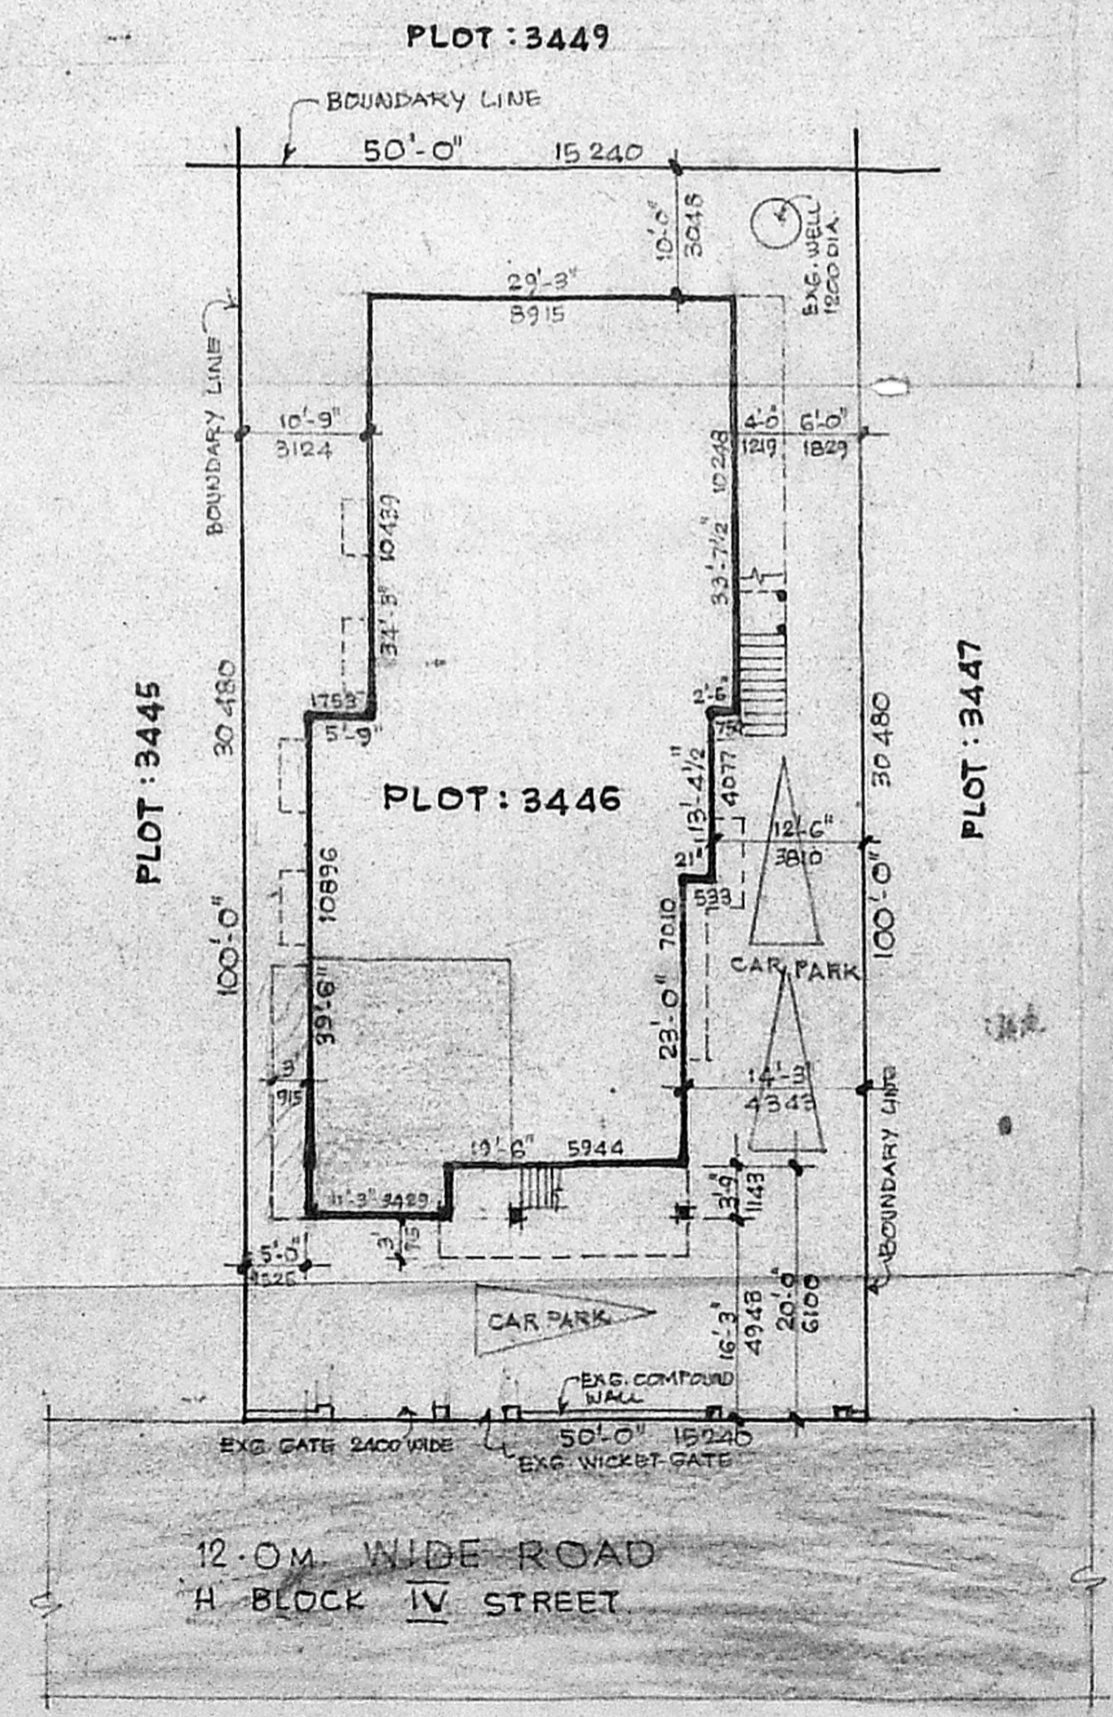 PLOT : 3449
BOUNDARY LINE
50'-0" 15 240
10'-0"
3048
EXG. WELL
1200 DIA.
29'-3"
8915
BOUNDARY LINE
10'-9"
3124
4'-0" 6'-0"
1219 1829
34'-3" 10439
33'-7½" 10248
1753
5'-9"
2'-6"
13'-4½"
4077
PLOT : 3445
30 480
100'-0"
PLOT : 3446
PLOT : 3447
30 480
100'-0"
12'-6"
3810
21"
533
10896
39'-6"
7010
23'-0"
CAR PARK
3'
915
14'-3"
4343
BOUNDARY LINE
19'-6" 5944
11'-3" 3429
3'-9"
1143
3'
5'-0"
CAR PARK
16'-3"
4948
20'-0"
6100
EXG. COMPOUND
WALL
50'-0" 15240
EXG. GATE 2400 WIDE
EXG. WICKET GATE
12.0M. WIDE ROAD
H BLOCK IV STREET.